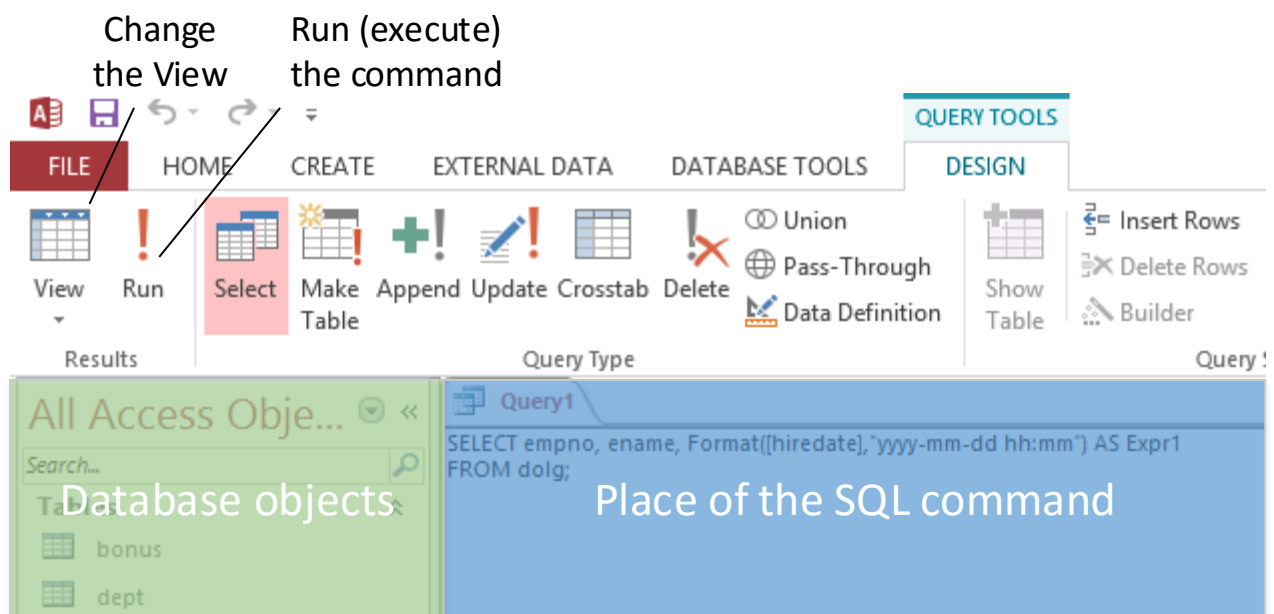 Change
the View
Run (execute)
the command
QUERY TOOLS
FILE HOME CREATE EXTERNAL DATA DATABASE TOOLS DESIGN
View
Run
Select
Make
Table
Append
Update
Crosstab
Delete
Union
Pass-Through
Data Definition
Show
Table
Insert Rows
Delete Rows
Builder
Results
Query Type
Query
All Access Obje...
Search...
Tables
Database objects
bonus
dept
Query1
SELECT empno, ename, Format([hiredate],"yyyy-mm-dd hh:mm") AS Expr1
FROM dolg;
Place of the SQL command